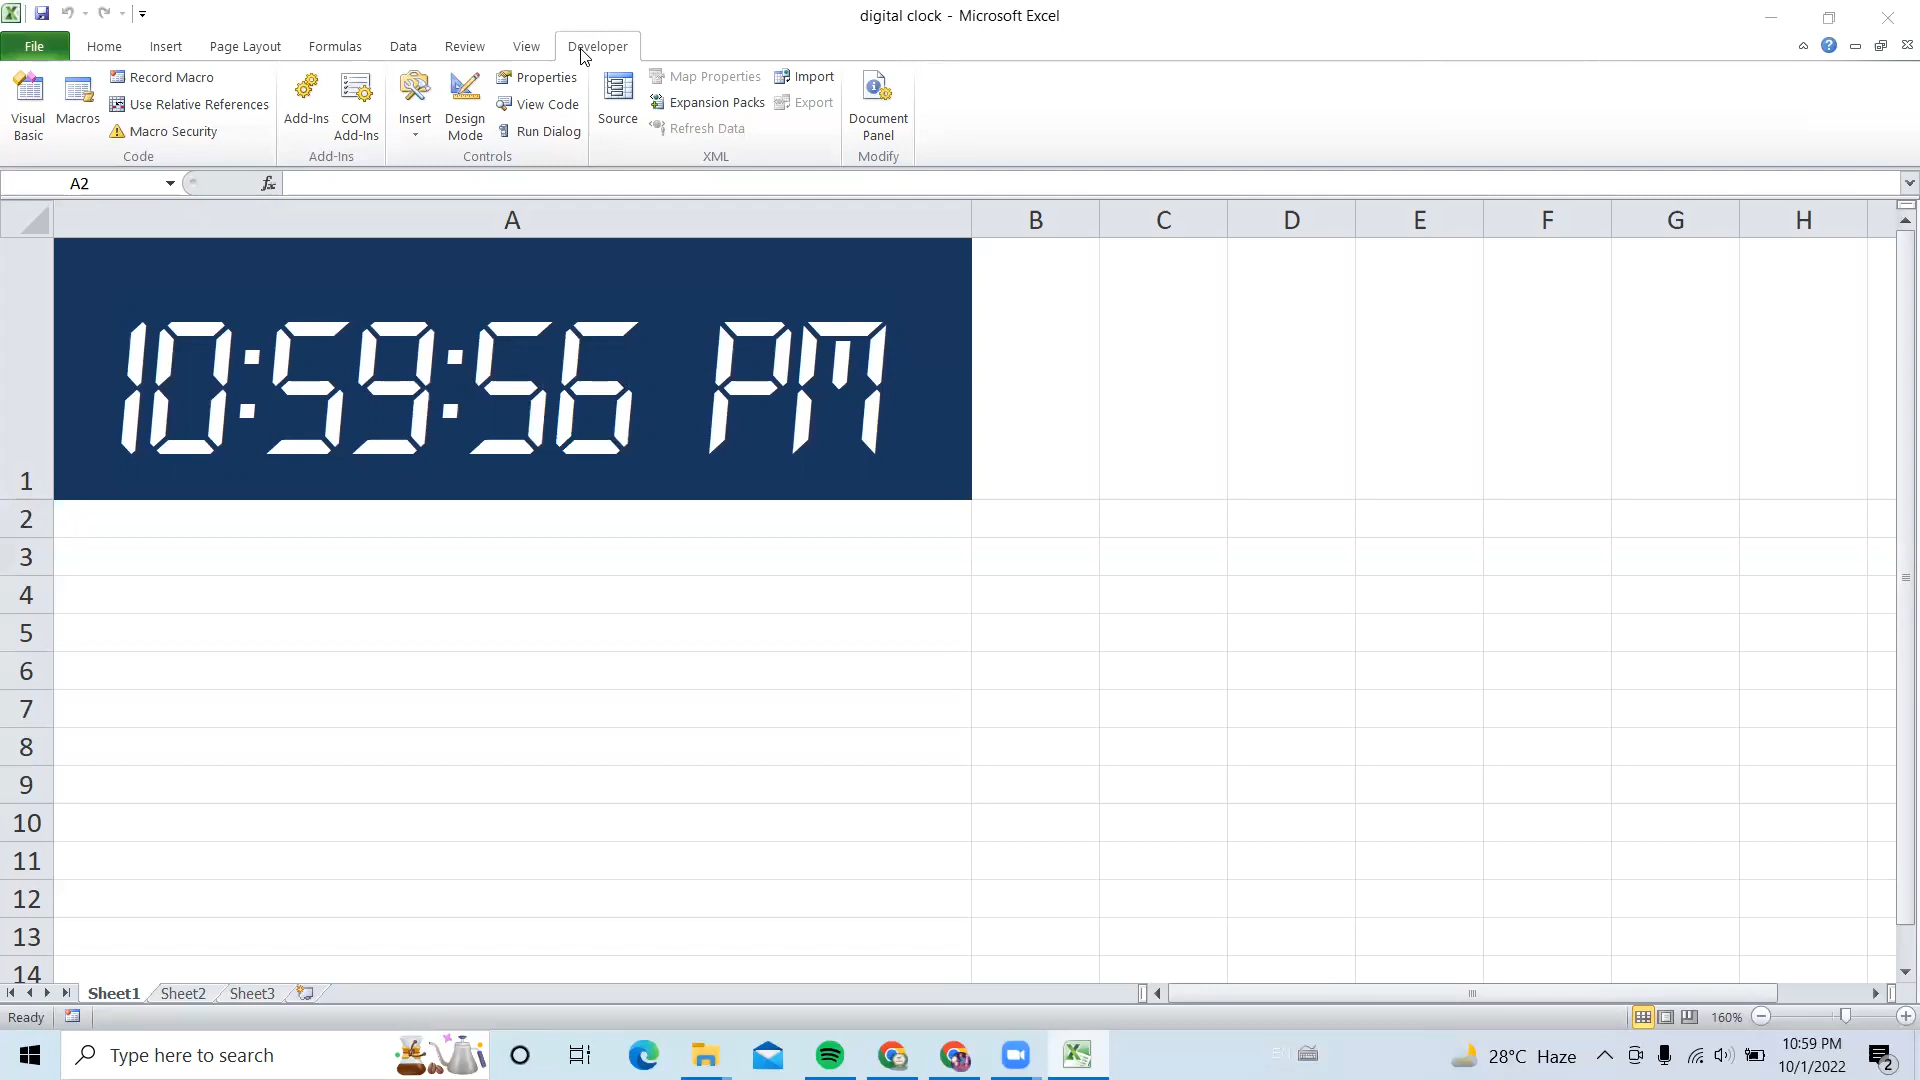 digital clock - Microsoft Excel
File Home Insert Page Layout Formulas Data Review View Developer
Visual Basic
Macros
Record Macro
Use Relative References
Macro Security
Code
Add-Ins
COM Add-Ins
Add-Ins
Insert
Design Mode
Properties
View Code
Run Dialog
Controls
Source
Map Properties
Expansion Packs
Refresh Data
Import
Export
XML
Document Panel
Modify
A2
fx
A B C D E F G H
10:59:56 PM
1
2
3
4
5
6
7
8
9
10
11
12
13
14
Sheet1 Sheet2 Sheet3
Ready
160%
Type here to search
EN
28°C Haze
10:59 PM
10/1/2022
2